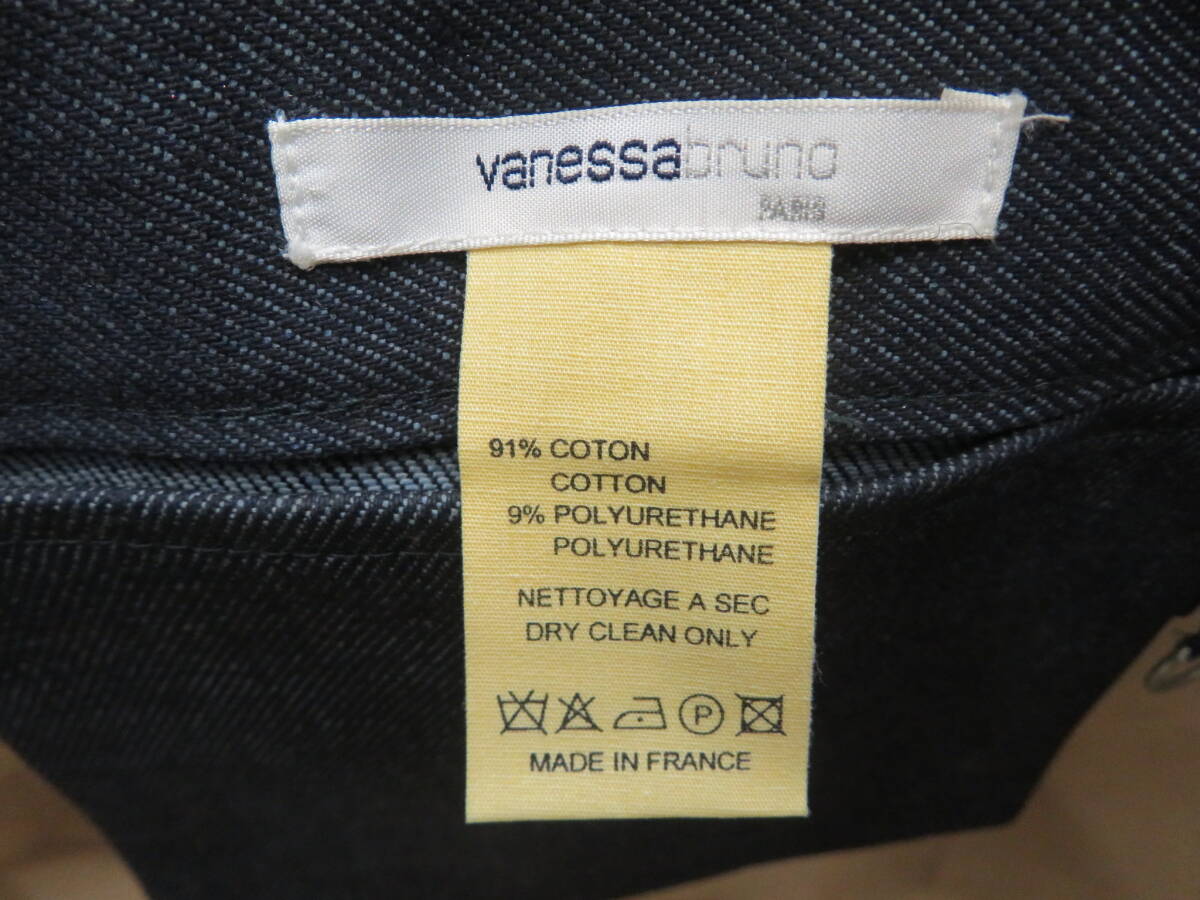 vanessabruno
PARIS
91% COTON
COTTON
9% POLYURETHANE
POLYURETHANE
NETTOYAGE A SEC
DRY CLEAN ONLY
P
MADE IN FRANCE